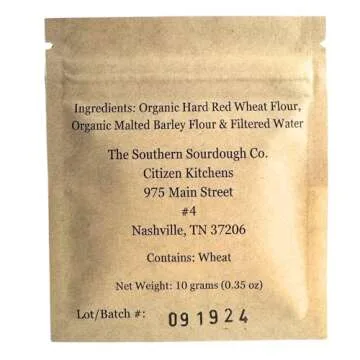 Ingredients: Organic Hard Red Wheat Flour,
Organic Malted Barley Flour & Filtered Water
The Southern Sourdough Co.
Citizen Kitchens
975 Main Street
#4
Nashville, TN 37206
Contains: Wheat
Net Weight: 10 grams (0.35 oz)
Lot/Batch #: 091924